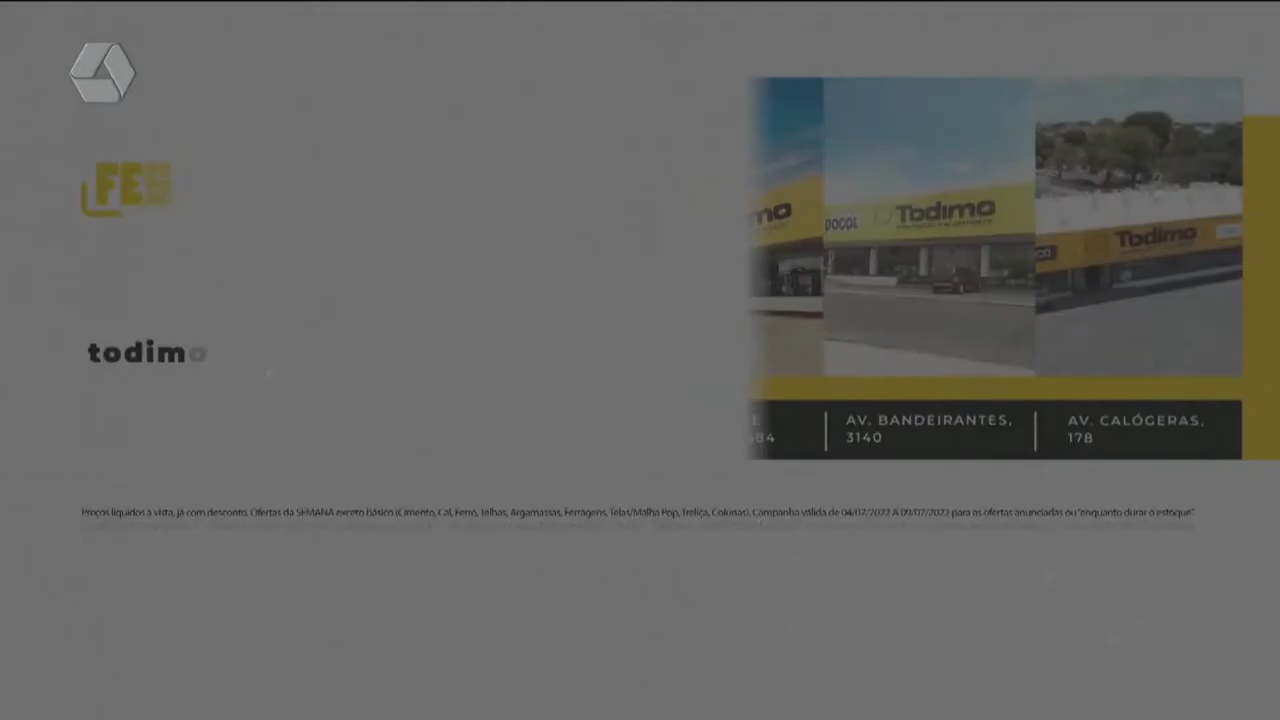 FES
todimo
Todimo
DOCOL
Todimo
AV. BANDEIRANTES,
3140
AV. CALÓGERAS,
178
Preços líquidos à vista, já com desconto. Ofertas da SEMANA exceto básico (Cimento, Cal, Ferro, Telhas, Argamassas, Ferragens, Telas/Malha Pop, Treliça, Colunas). Campanha válida de 04/07/2022 A 09/07/2022 para as ofertas anunciadas ou "enquanto durar o estoque".